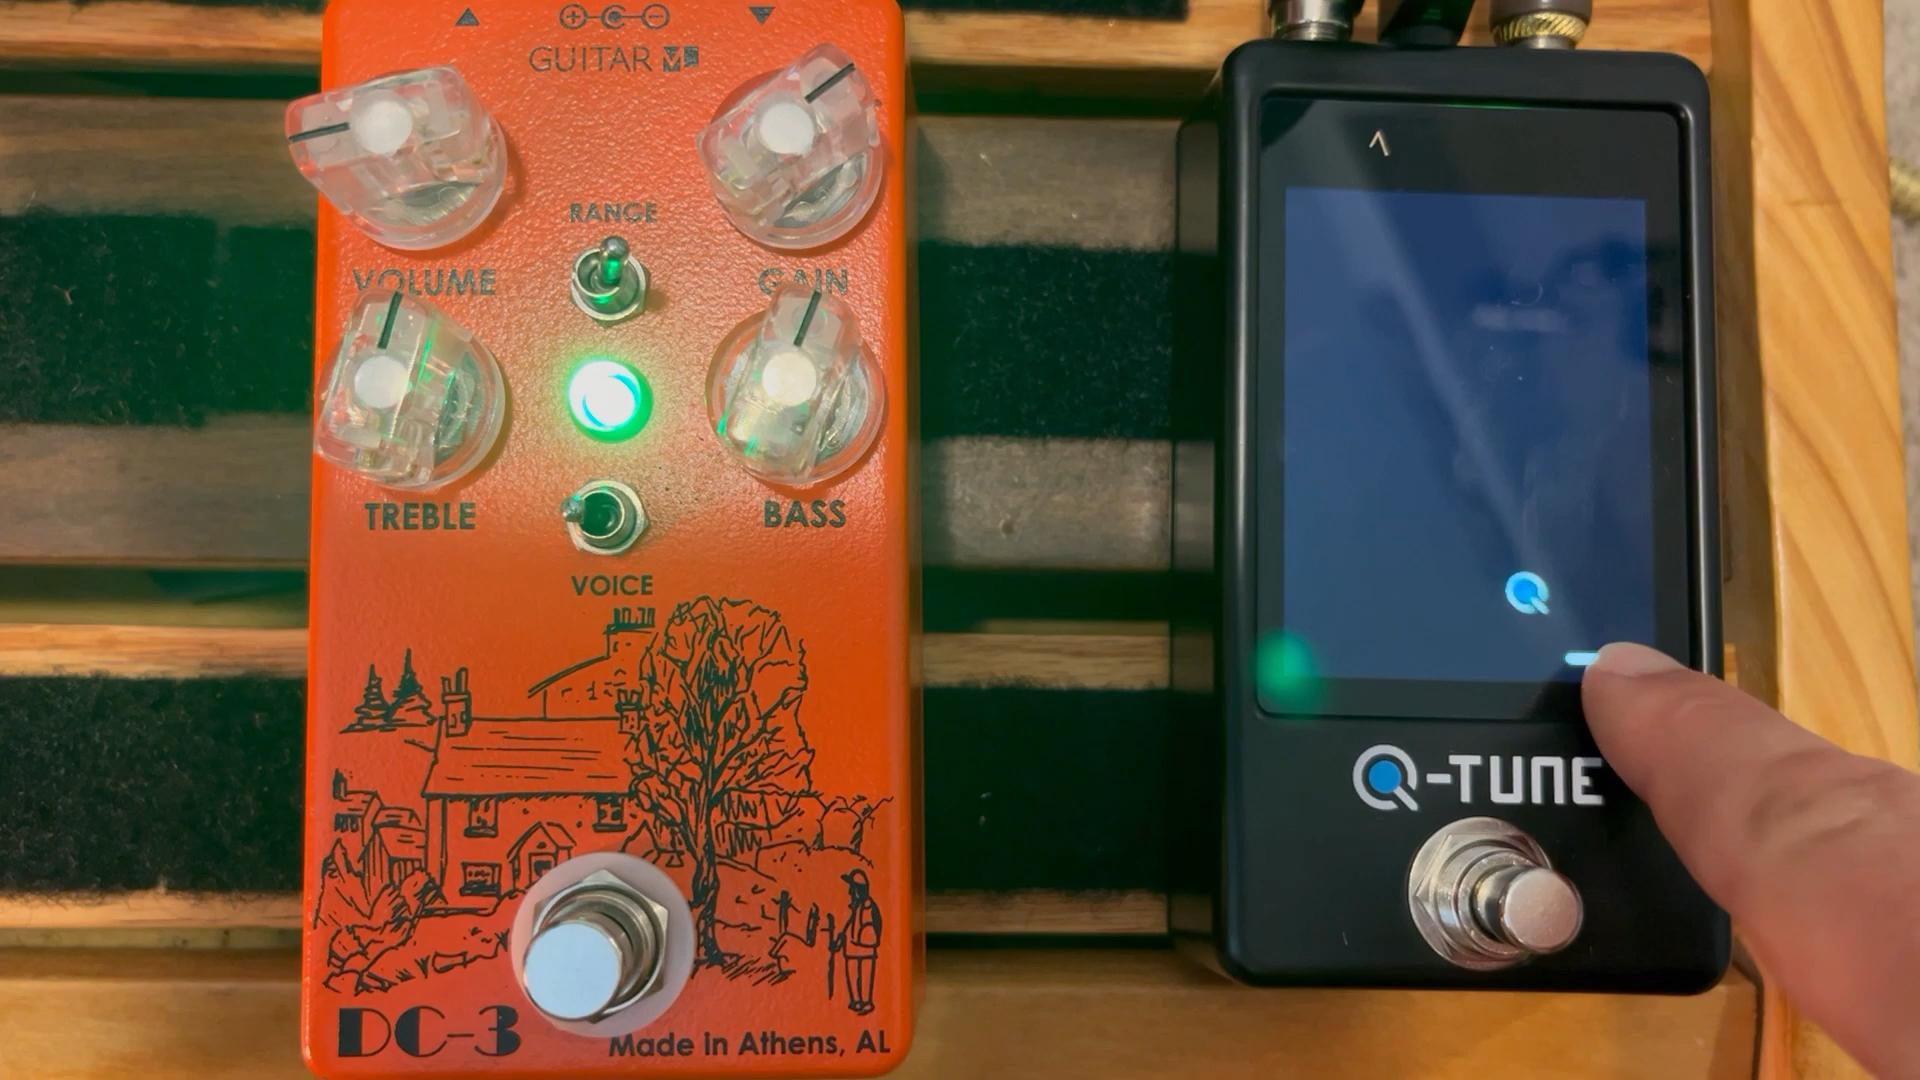 GUITAR
RANGE
VOLUME
GAIN
TREBLE
BASS
VOICE
DC-3
Made in Athens, AL
Q-TUNE